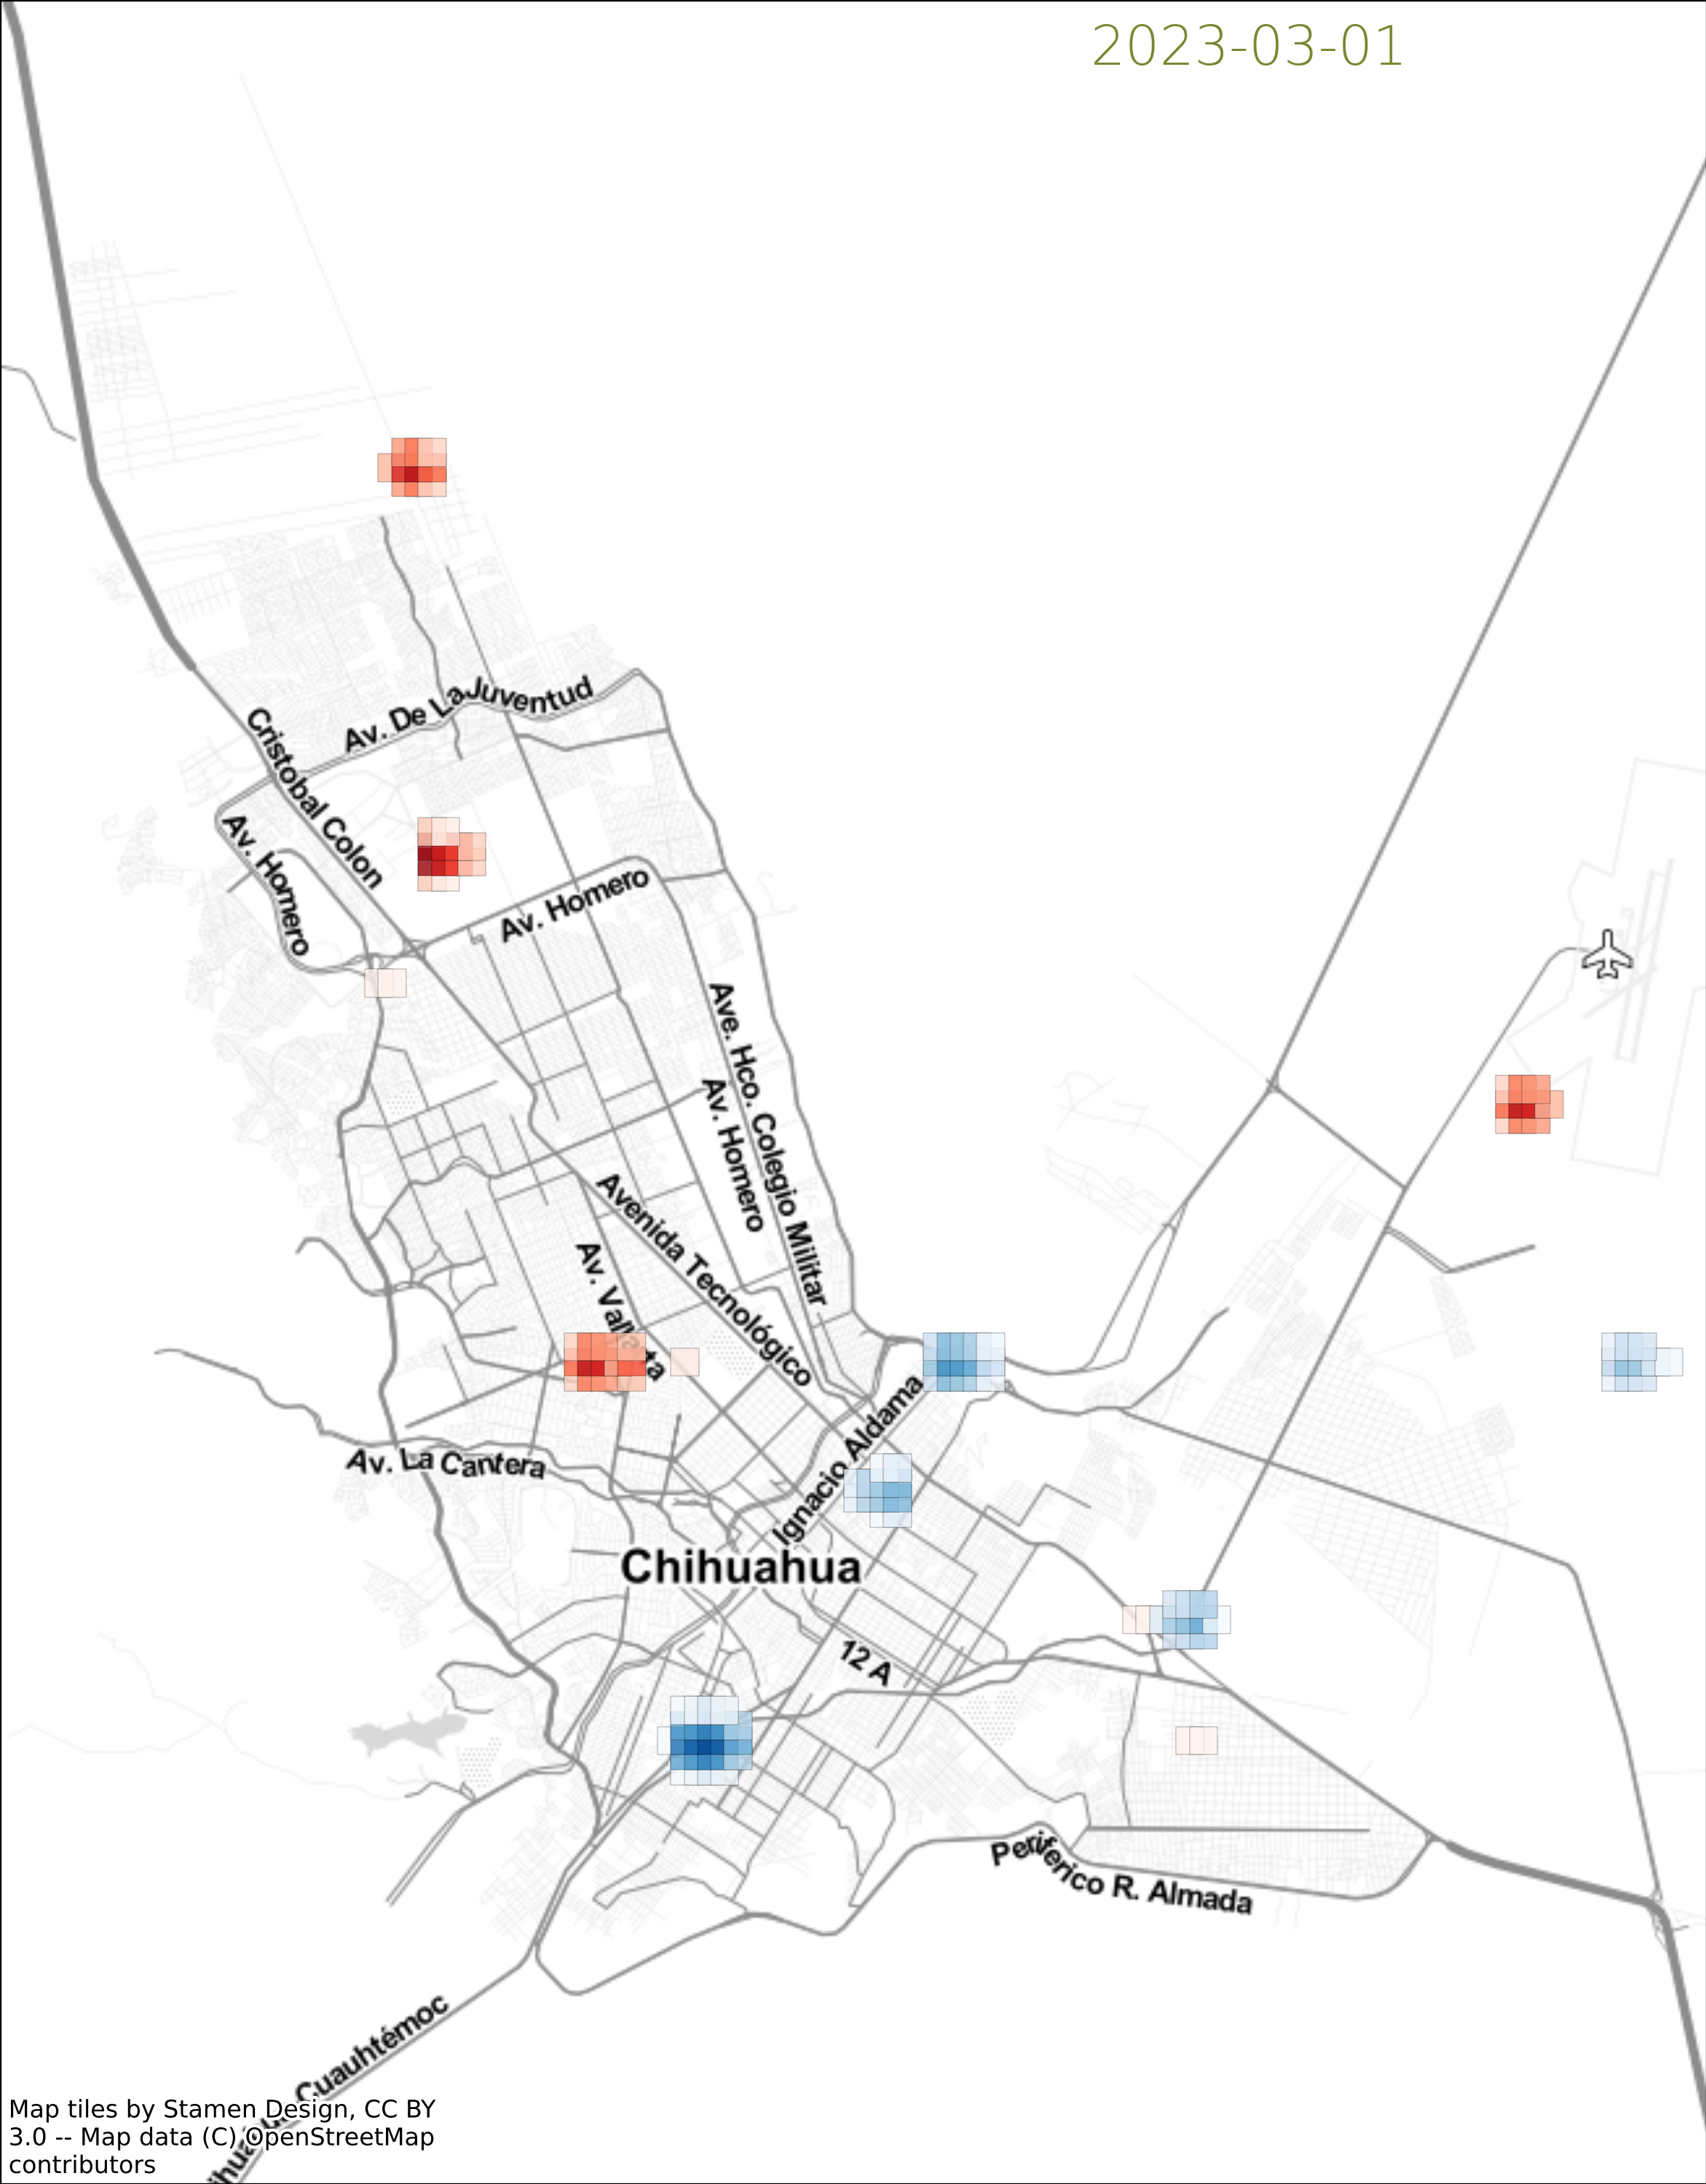 2023-03-01
Av. De La Juventud
Cristobal Colon
Av. Homero
Av. Homero
Ave. Hco. Colegio Militar
Av. Homero
Avenida Tecnológico
Av.
Ignacio Aldama
Av. La Cantera
Chihuahua
12 A
Periferico R. Almada
Cuauhtémoc
Map tiles by Stamen Design, CC BY
3.0 -- Map data (C) OpenStreetMap
contributors